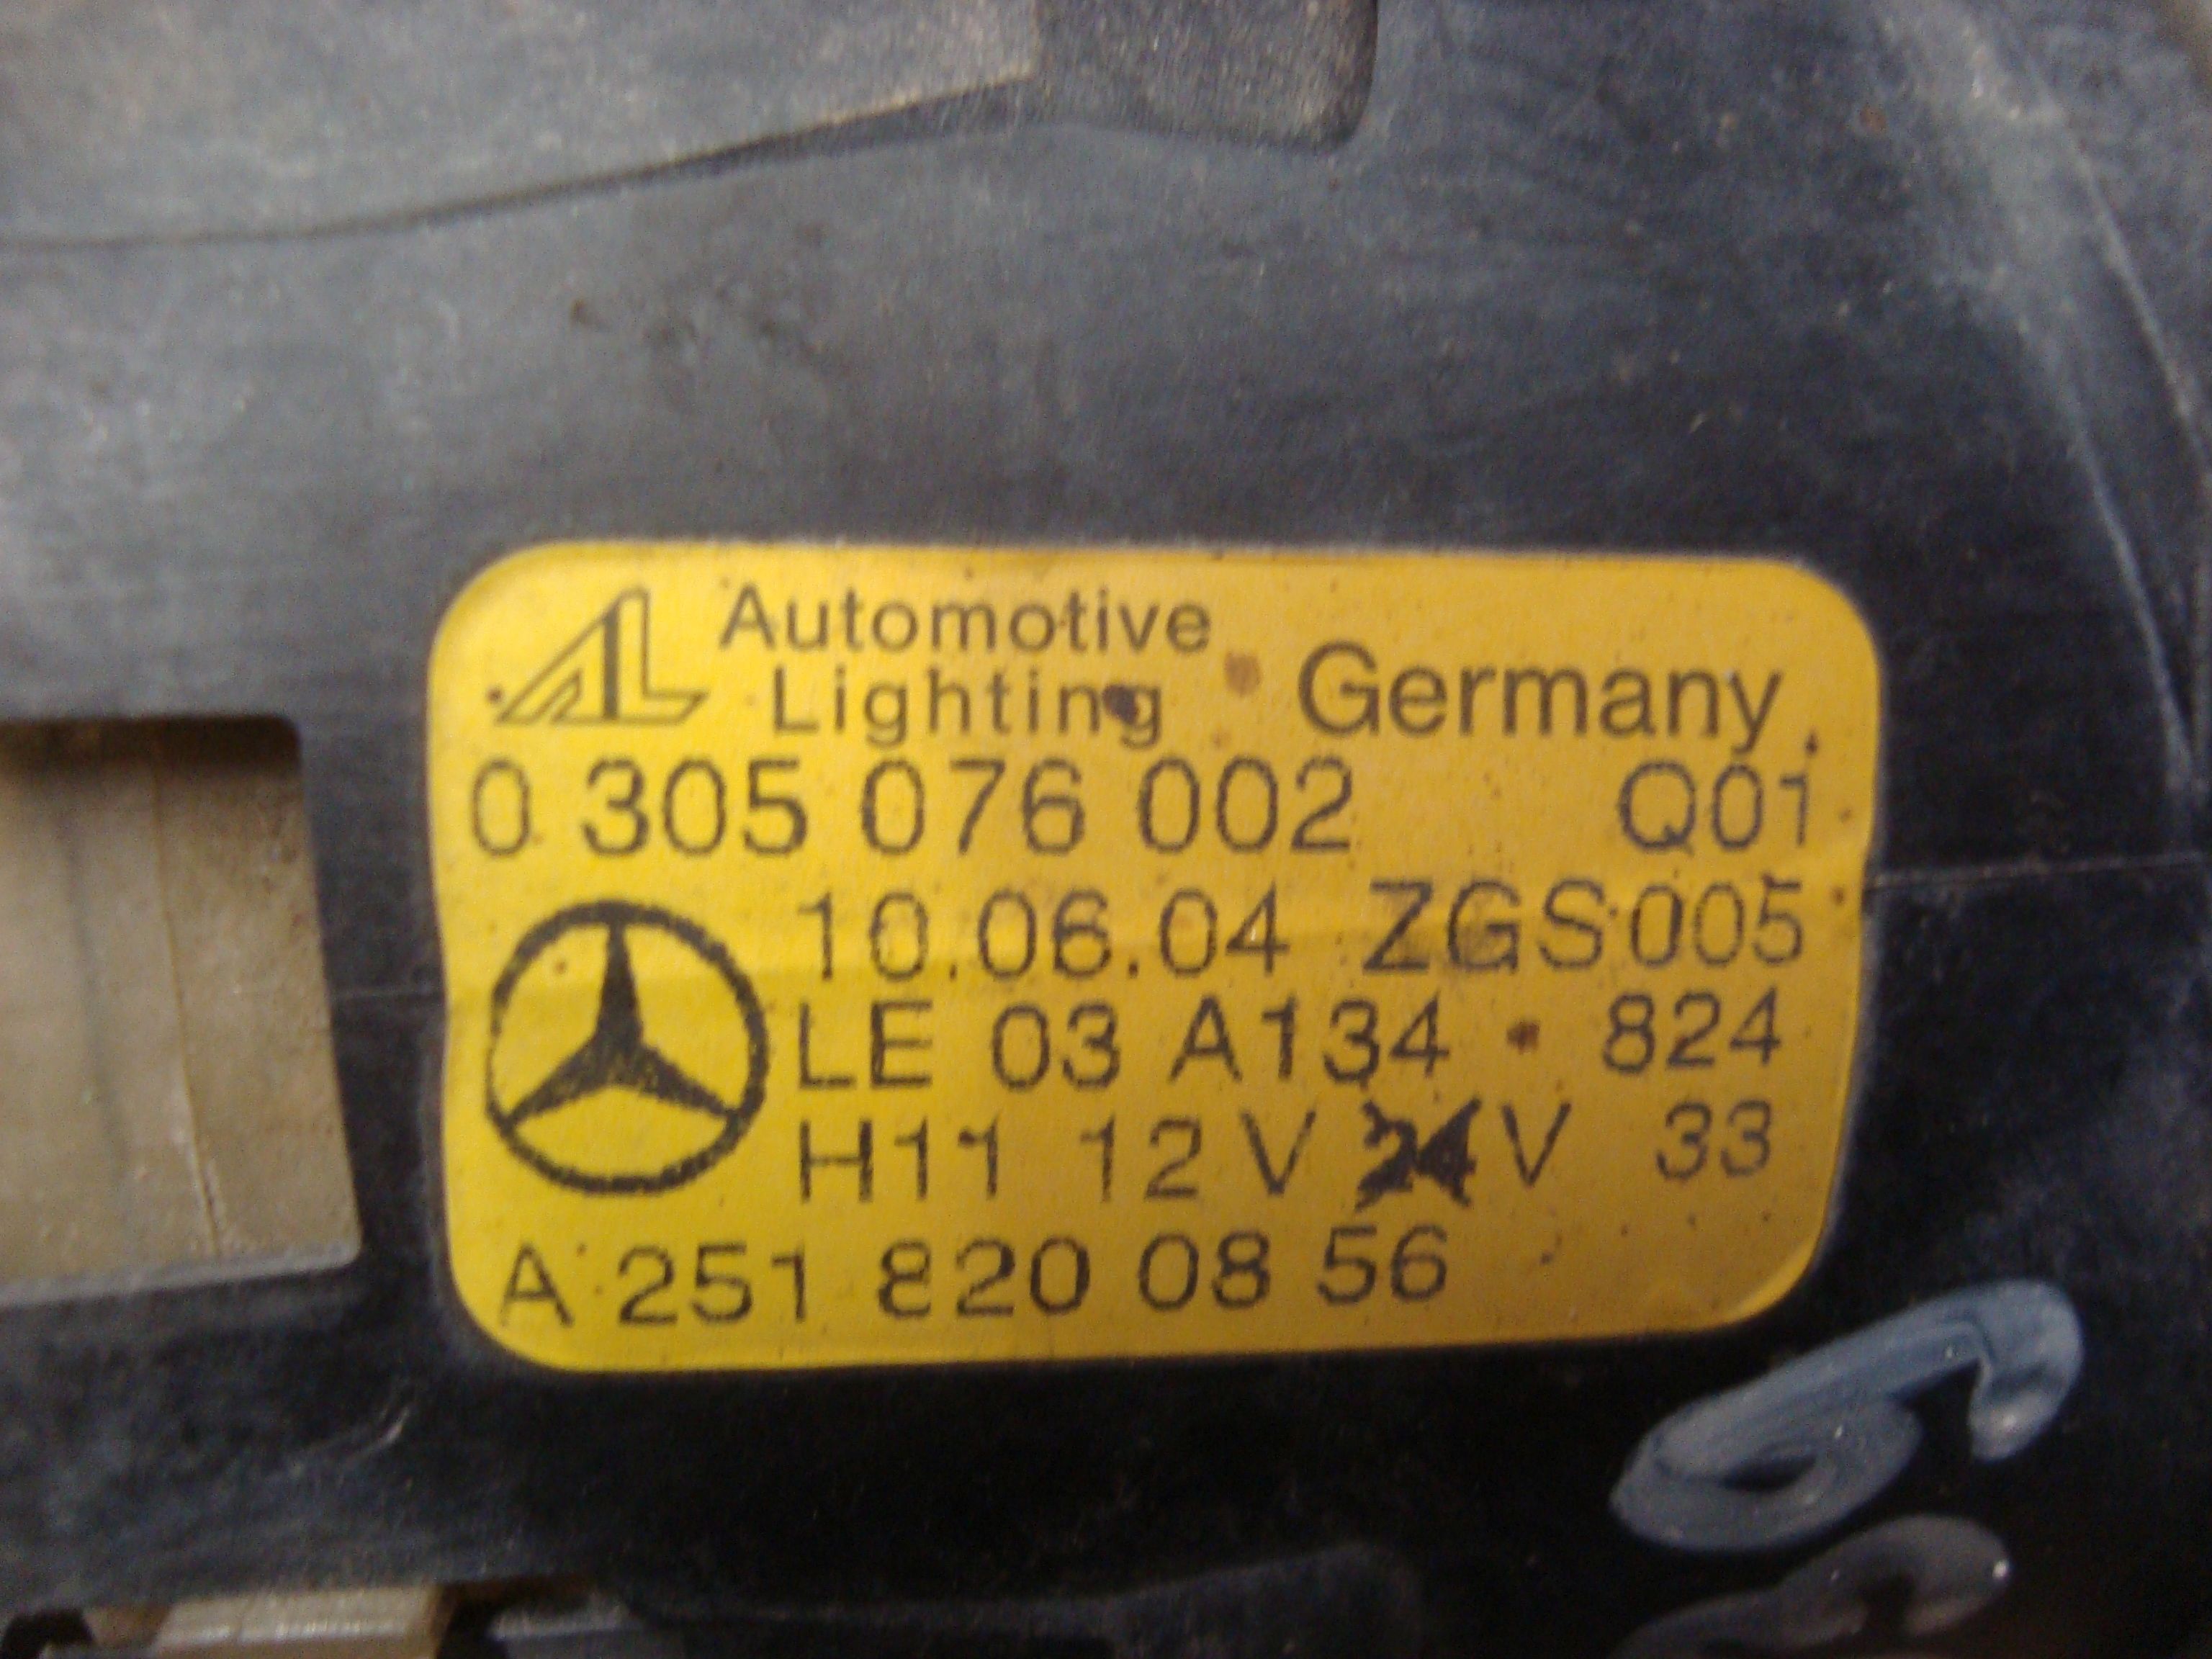 AL Automotive
Lighting Germany
0 305 076 002 Q01
10.06.04 ZGS 005
LE 03 A134 824
H11 12 V 24 V 33
A 251 820 08 56